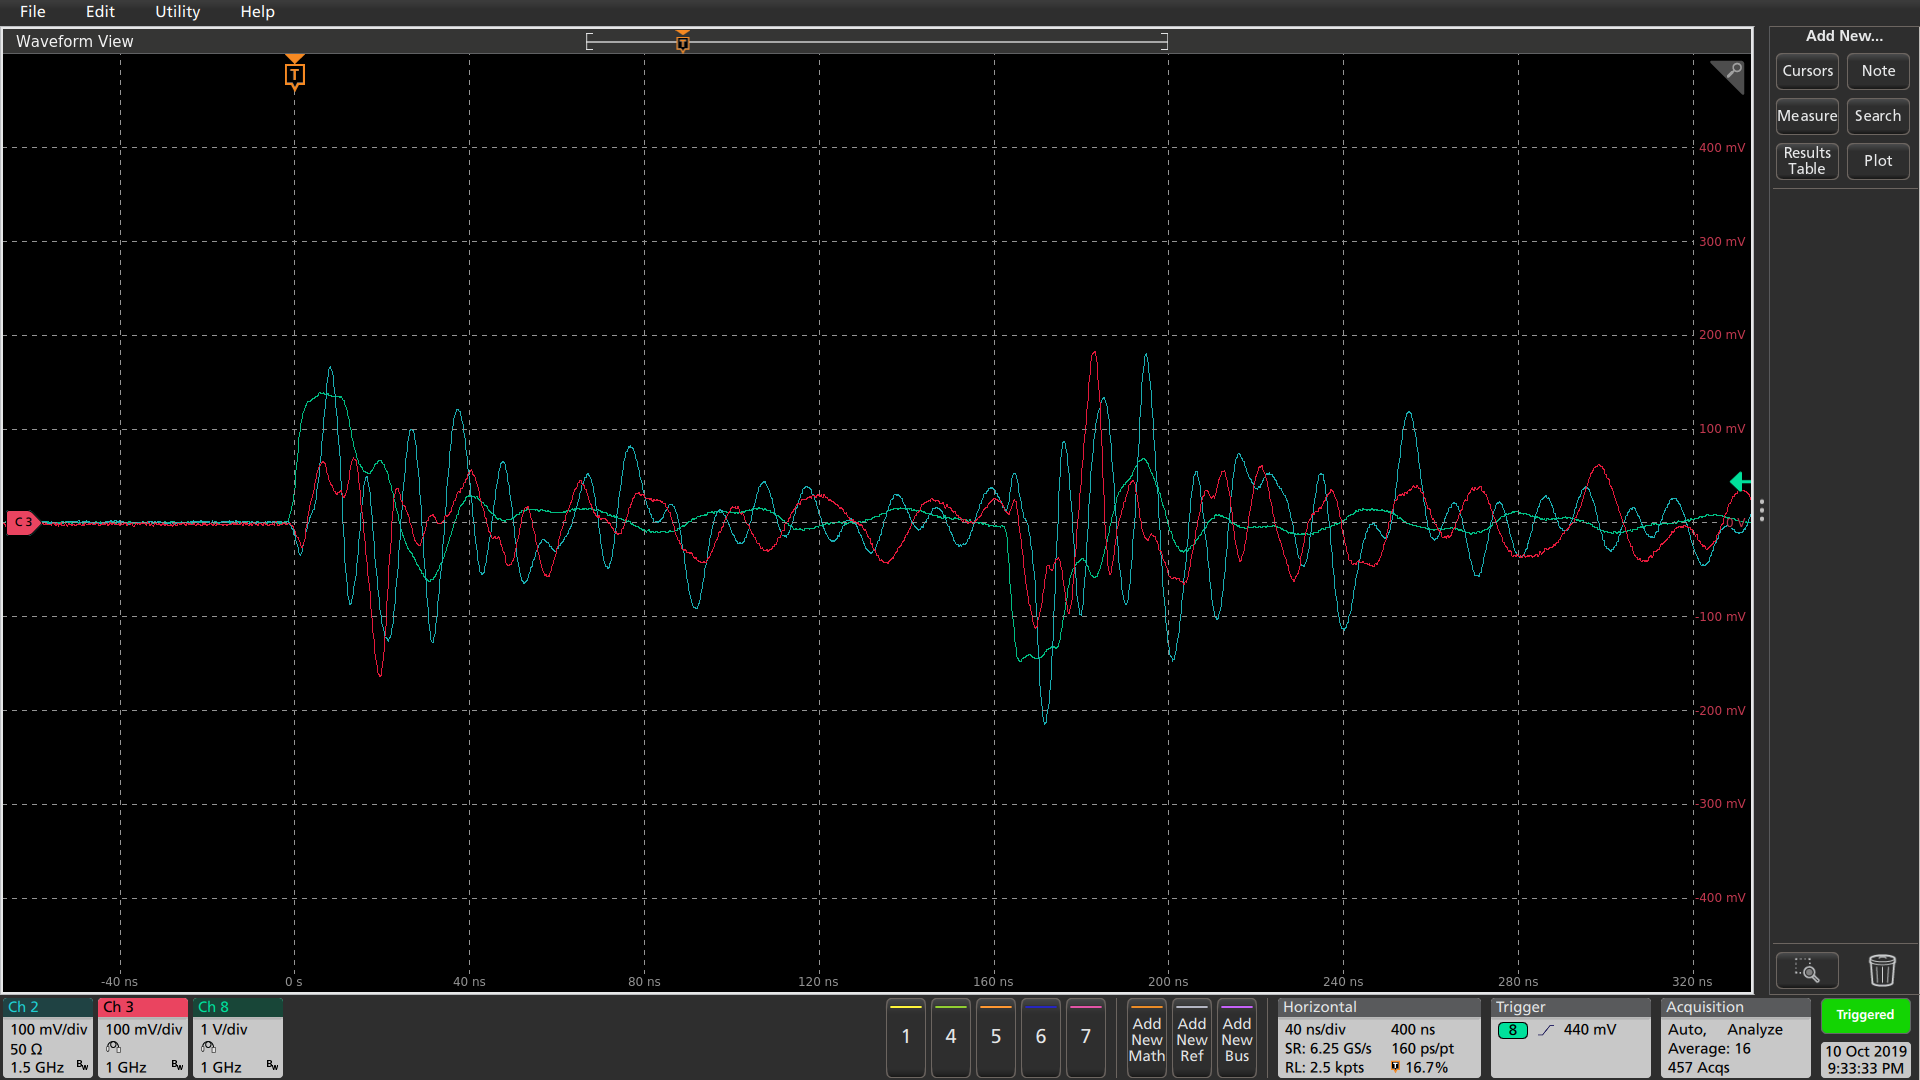 File Edit Utility Help
Waveform View
T
T
400 mV
300 mV
200 mV
100 mV
C 3
0 V
-100 mV
-200 mV
-300 mV
-400 mV
-40 ns 0 s 40 ns 80 ns 120 ns 160 ns 200 ns 240 ns 280 ns 320 ns
Add New...
Cursors Note
Measure Search
Results Table Plot
Ch 2
100 mV/div
50 Ω
1.5 GHz Bw
Ch 3
100 mV/div
1 GHz Bw
Ch 8
1 V/div
1 GHz Bw
1 4 5 6 7
Add New Math
Add New Ref
Add New Bus
Horizontal
40 ns/div 400 ns
SR: 6.25 GS/s 160 ps/pt
RL: 2.5 kpts T 16.7%
Trigger
8 440 mV
Acquisition
Auto, Analyze
Average: 16
457 Acqs
Triggered
10 Oct 2019
9:33:33 PM